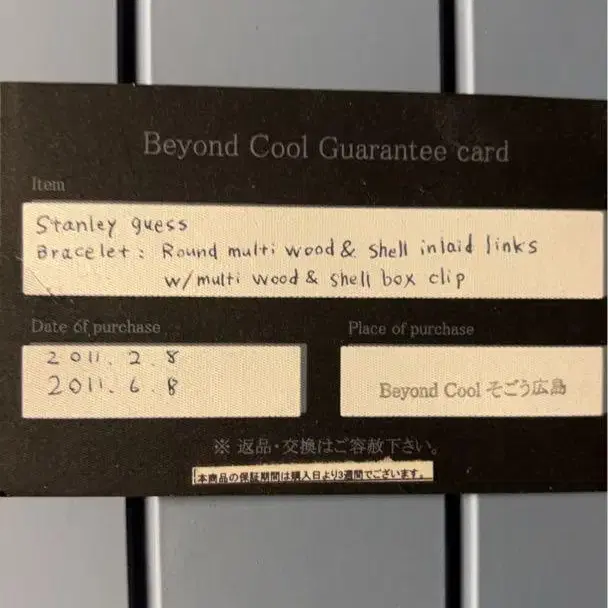 Beyond Cool Guarantee card
Item
Stanley guess
Bracelet: Round multi wood & shell inlaid links
w/multi wood & shell box clip
Date of purchase
Place of purchase
2011.2.8
2011.6.8
Beyond Cool そごう広島
※ 返品・交換はご容赦下さい。
本商品の保証期間は購入日より3週間でございます。